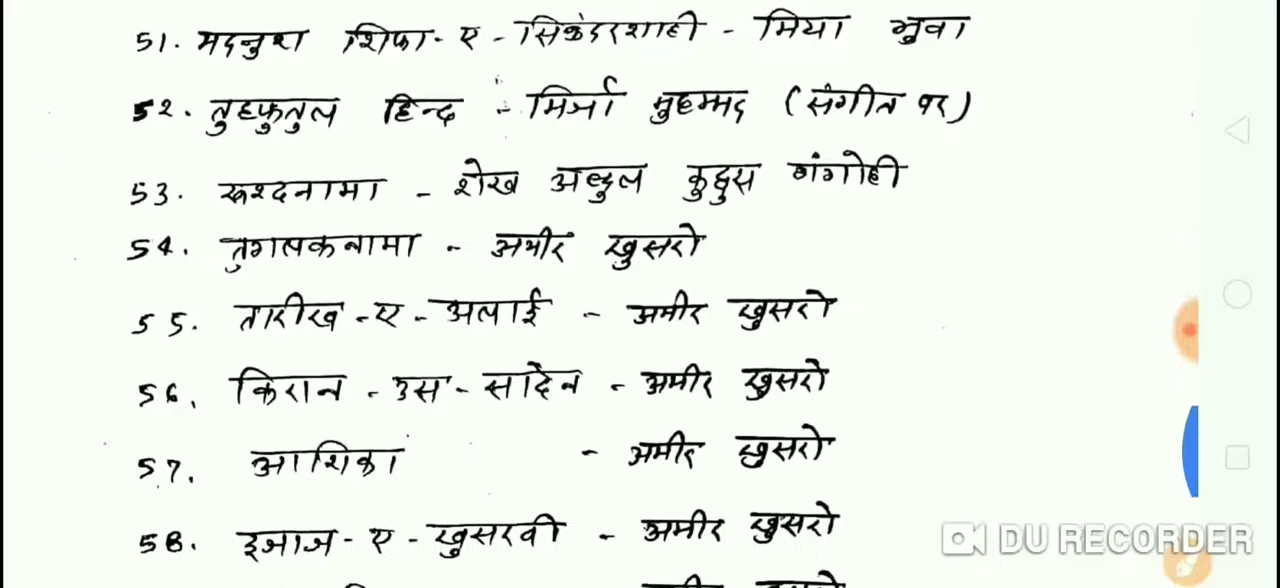 51. मदनुश शिफा - ए - सिकंदरशाही - मिया भुवा
52. तुहफुतुल हिन्द - मिर्जा मुहम्मद (संगीत पर)
53. रूश्दनामा - शेख अब्दुल कुद्दुस गंगोही
54. तुगलकनामा - अमीर खुसरो
55. तारीख - ए - अलाई - अमीर खुसरो
56. किरान - उस - सादेन - अमीर खुसरो
57. आशिका - अमीर खुसरो
58. इजाज - ए - खुसरवी - अमीर खुसरो
DU RECORDER